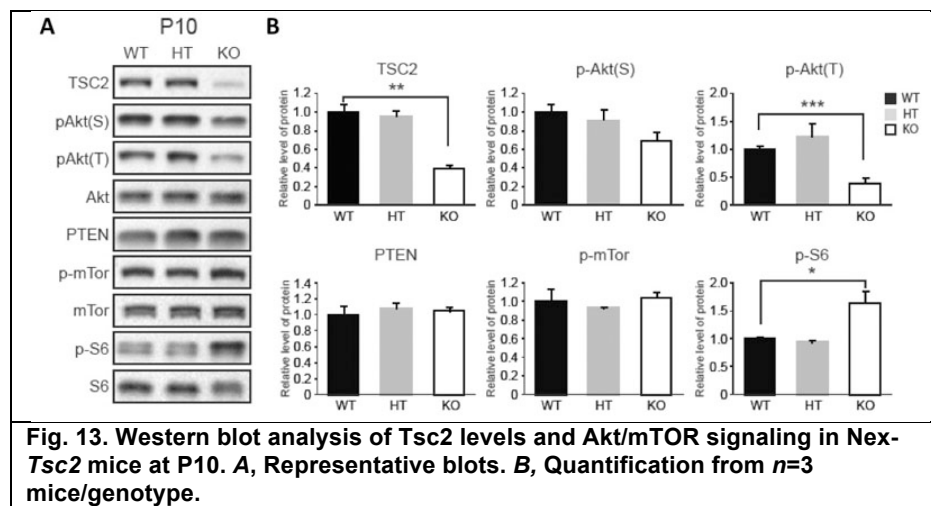 A
P10
WT HT KO
TSC2
pAkt(S)
pAkt(T)
Akt
PTEN
p-mTor
mTor
p-S6
S6
B
TSC2
Relative level of protein
1.2
1.0
0.8
0.6
0.4
0.2
0
**
WT HT KO
p-Akt(S)
Relative level of protein
1.2
1.0
0.8
0.6
0.4
0.2
0
WT HT KO
p-Akt(T)
Relative level of protein
2.0
1.5
1.0
0.5
0
***
WT HT KO
WT
HT
KO
PTEN
Relative level of protein
1.4
1.2
1.0
0.8
0.6
0.4
0.2
0
WT HT KO
p-mTor
Relative level of protein
1.2
1.0
0.8
0.6
0.4
0.2
0
WT HT KO
p-S6
Relative level of protein
2.0
1.5
1.0
0.5
0
*
WT HT KO
Fig. 13. Western blot analysis of Tsc2 levels and Akt/mTOR signaling in Nex-
Tsc2 mice at P10. A, Representative blots. B, Quantification from n=3
mice/genotype.